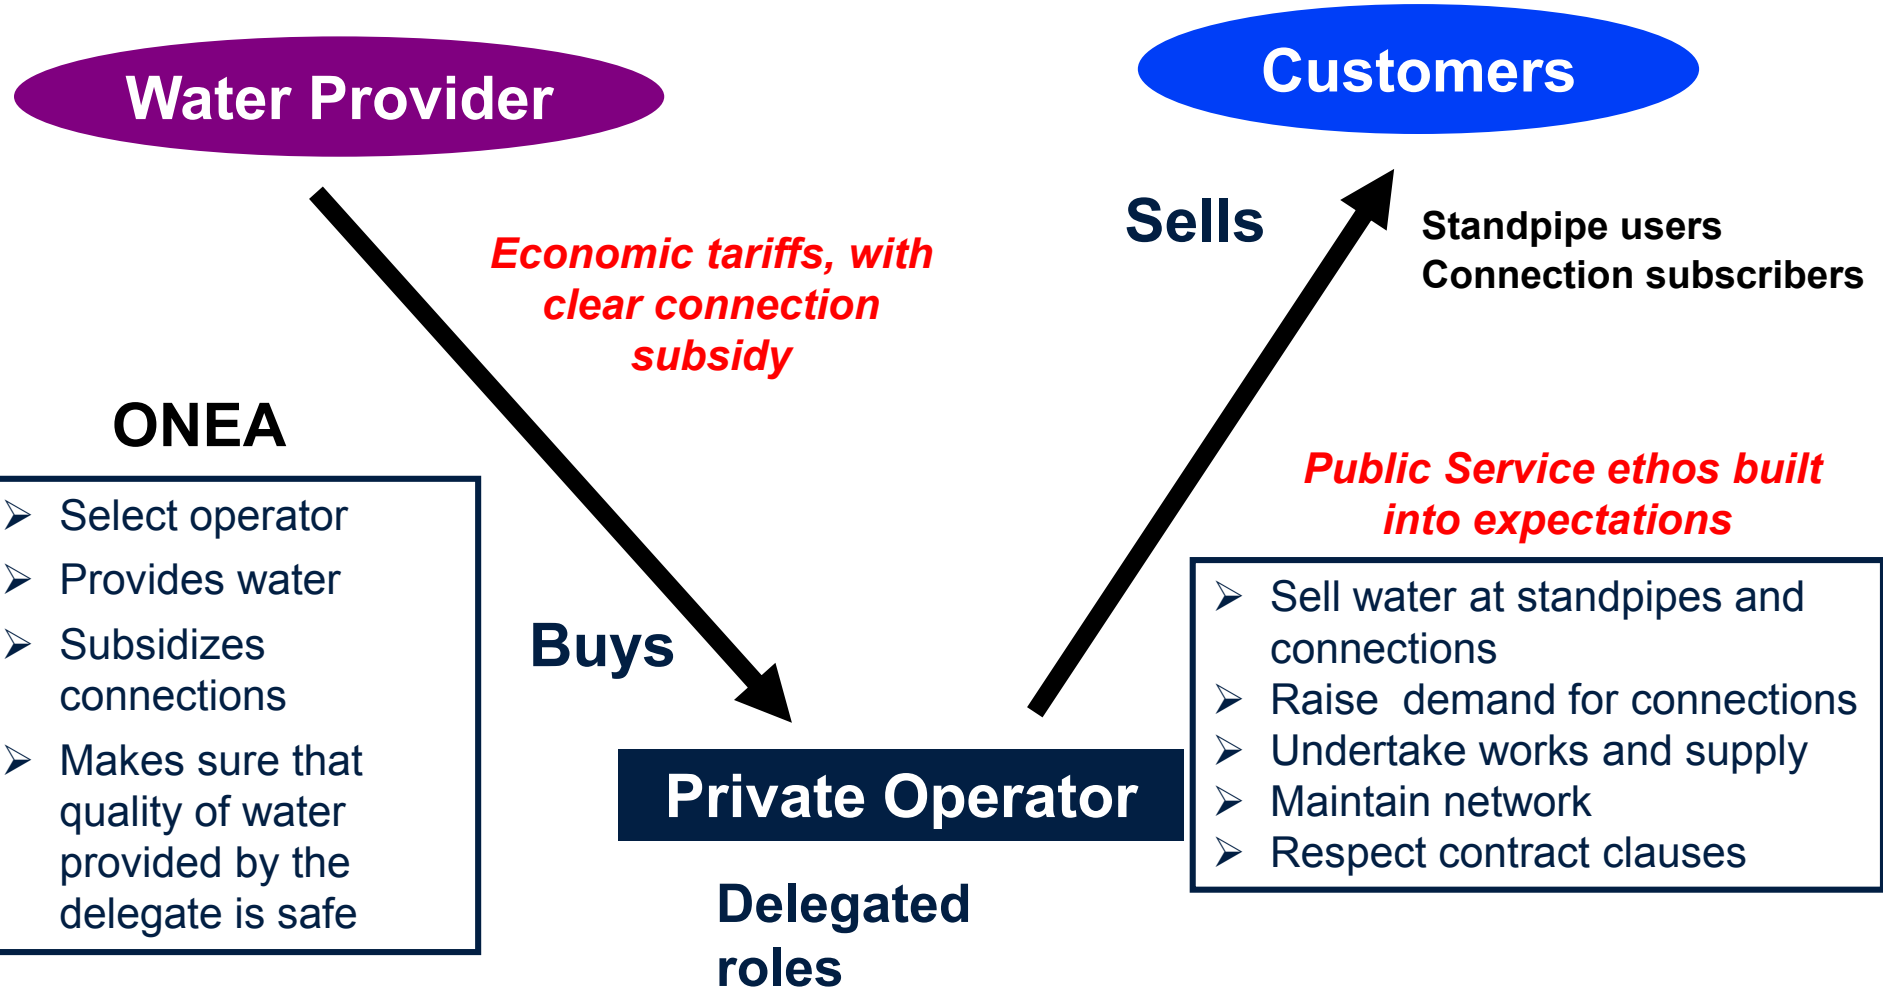 Water Provider
Customers
Sells
Standpipe users
Connection subscribers
Economic tariffs, with
clear connection
subsidy
ONEA
➢ Select operator
➢ Provides water
➢ Subsidizes
connections
➢ Makes sure that
quality of water
provided by the
delegate is safe
Buys
Public Service ethos built
into expectations
➢ Sell water at standpipes and
connections
➢ Raise  demand for connections
➢ Undertake works and supply
➢ Maintain network
➢ Respect contract clauses
Private Operator
Delegated
roles